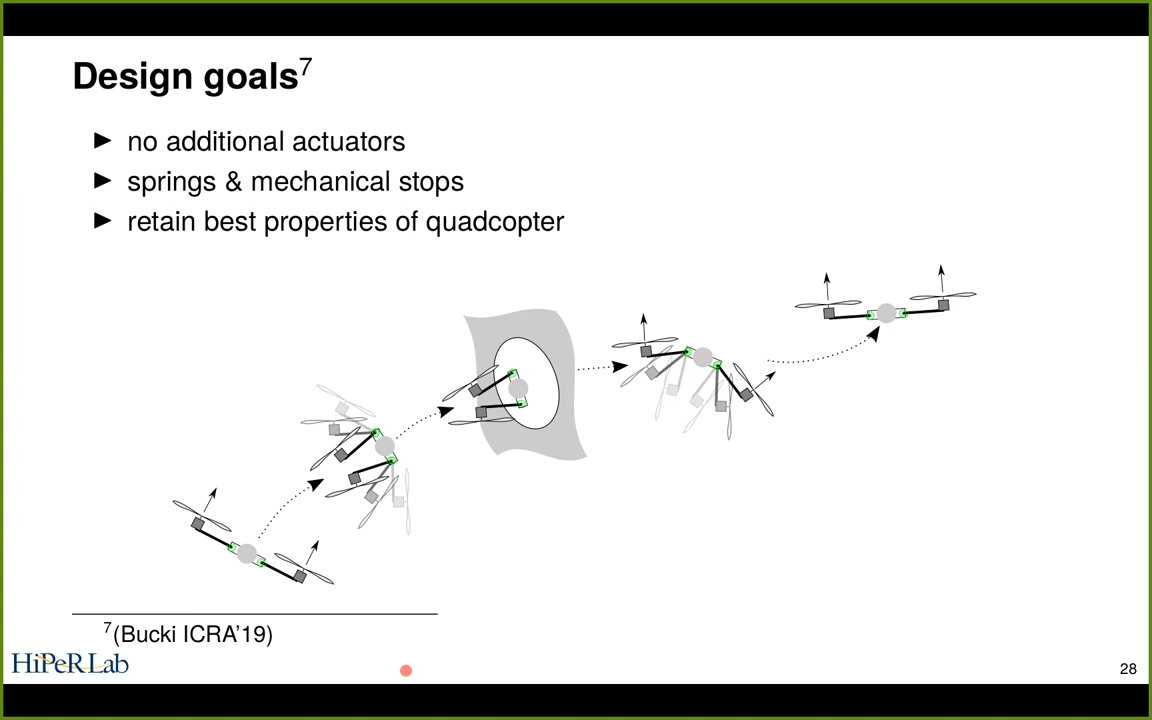 Design goals7
► no additional actuators
► springs & mechanical stops
► retain best properties of quadcopter
7(Bucki ICRA'19)
HiPeRLab
28